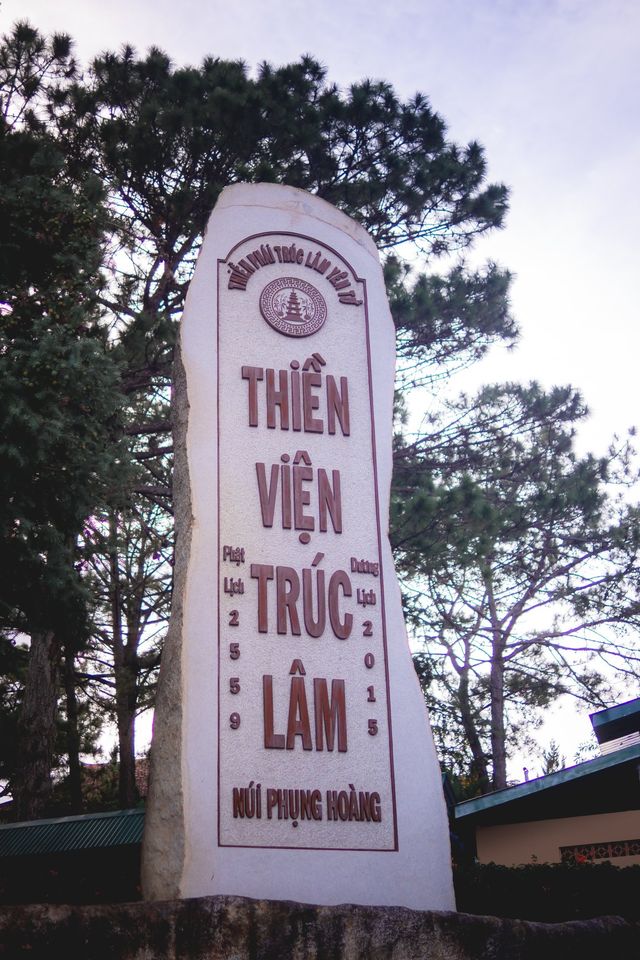 THIỀN PHÁI TRÚC LÂM YÊN TỬ
THIỀN
VIỆN
TRÚC
LÂM
Phật
Lịch
2
5
5
9
Dương
Lịch
2
0
1
5
NÚI PHỤNG HOÀNG